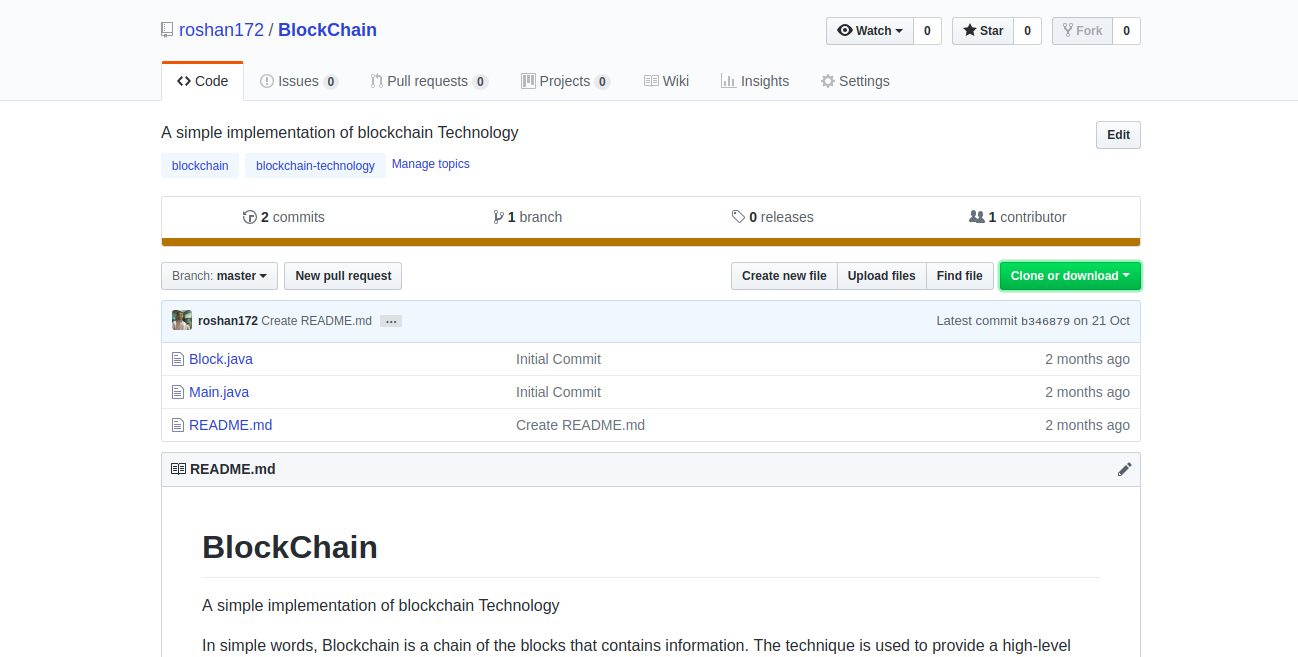 roshan172 / BlockChain
Watch 0 Star 0 Fork 0
Code Issues 0 Pull requests 0 Projects 0 Wiki Insights Settings
A simple implementation of blockchain Technology
Edit
blockchain blockchain-technology Manage topics
2 commits 1 branch 0 releases 1 contributor
Branch: master New pull request Create new file Upload files Find file Clone or download
roshan172 Create README.md ... Latest commit b346879 on 21 Oct
Block.java Initial Commit 2 months ago
Main.java Initial Commit 2 months ago
README.md Create README.md 2 months ago
README.md
BlockChain
A simple implementation of blockchain Technology
In simple words, Blockchain is a chain of the blocks that contains information. The technique is used to provide a high-level